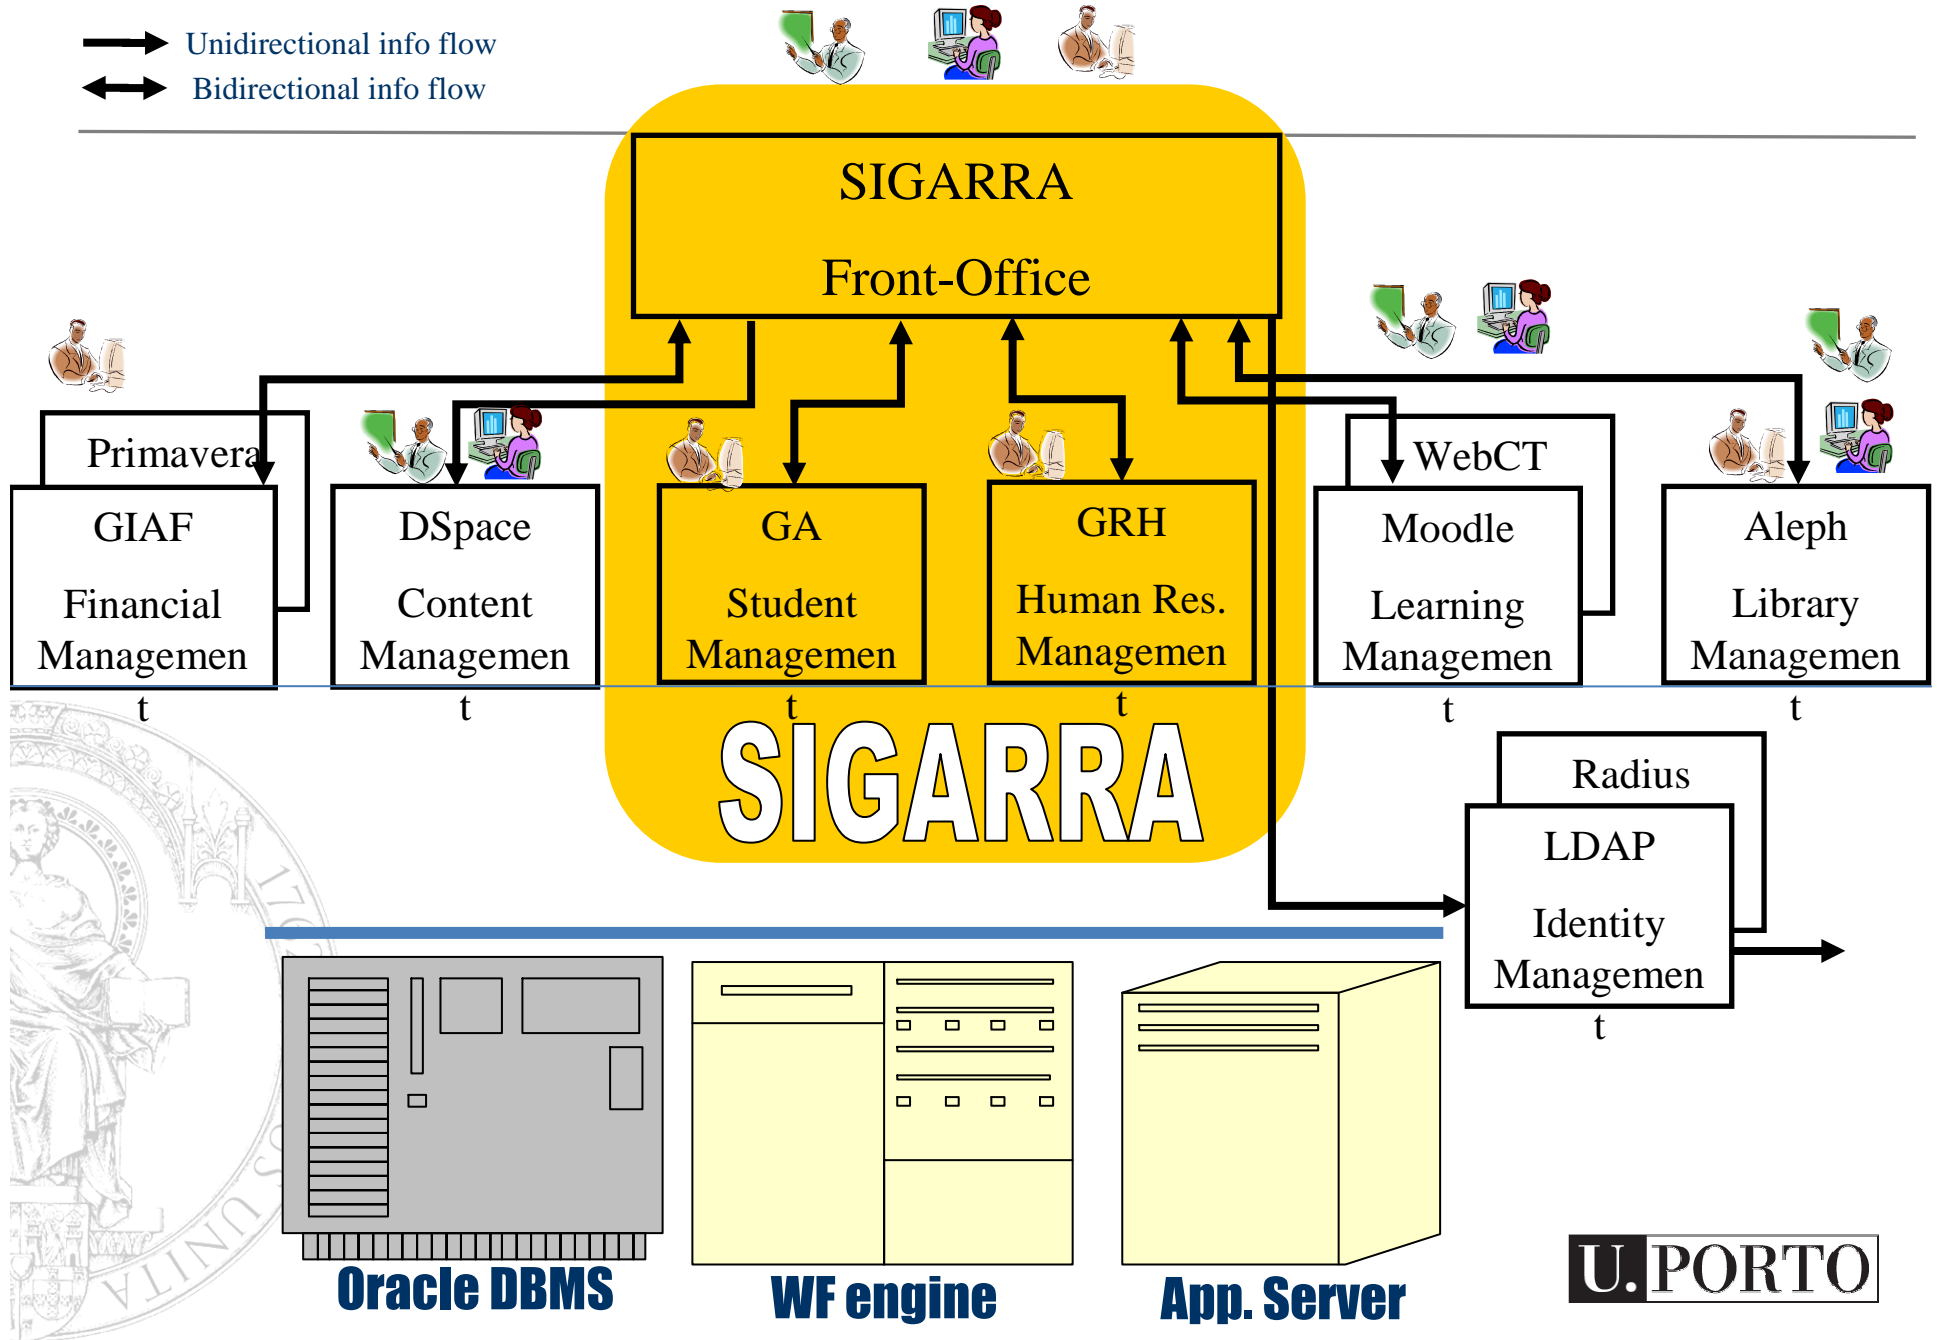 Unidirectional info flow
Bidirectional info flow
SIGARRA
Front-Office
Primavera
GIAF
Financial
Managemen
t
DSpace
Content
Managemen
t
GA
Student
Managemen
t
GRH
Human Res.
Managemen
t
WebCT
Moodle
Learning
Managemen
t
Aleph
Library
Managemen
t
SIGARRA
Radius
LDAP
Identity
Managemen
t
Oracle DBMS
WF engine
App. Server
U.PORTO